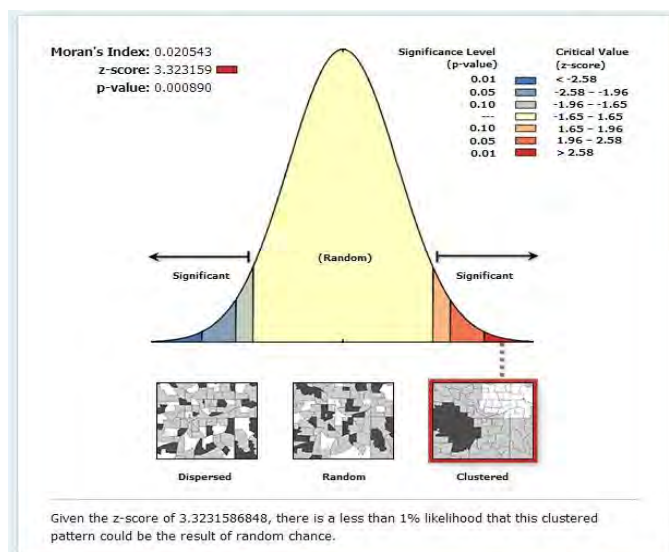 Moran's Index: 0.020543
z-score: 3.323159
p-value: 0.000890
Significance Level
(p-value)
Critical Value
(z-score)
0.01 < -2.58
0.05 -2.58 – -1.96
0.10 -1.96 – -1.65
--- -1.65 – 1.65
0.10 1.65 – 1.96
0.05 1.96 – 2.58
0.01 > 2.58
Significant
(Random)
Significant
Dispersed
Random
Clustered
Given the z-score of 3.3231586848, there is a less than 1% likelihood that this clustered
pattern could be the result of random chance.